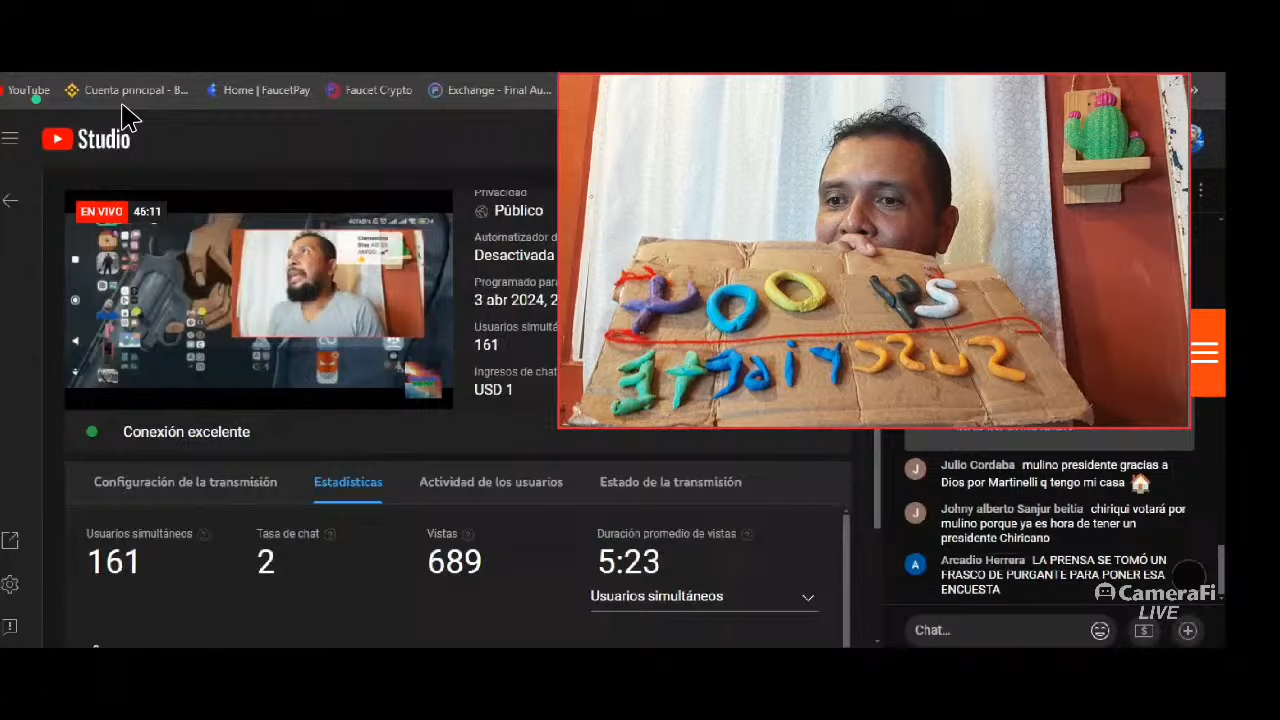 YouTube
Cuenta principal - B...
Home | FaucetPay
Faucet Crypto
Exchange - Final Au...
Studio
EN VIVO 46:11
Privacidad
Público
Automatizador d
Desactivada
Programado para
3 abr 2024, 2
Usuarios simultá
161
Ingresos de chat
USD 1
Conexión excelente
Configuración de la transmisión
Estadísticas
Actividad de los usuarios
Estado de la transmisión
Usuarios simultáneos
161
Tasa de chat
2
Vistas
689
Duración promedio de vistas
5:23
Usuarios simultáneos
Julio Cordaba mulino presidente gracias a
Dios por Martinelli q tengo mi casa
Johny alberto Sanjur beitia chiriqui votará por
mulino porque ya es hora de tener un
presidente Chiricano
Arcadio Herrera LA PRENSA SE TOMÓ UN
FRASCO DE PURGANTE PARA PONER ESA
ENCUESTA
CameraFi
LIVE
Chat...